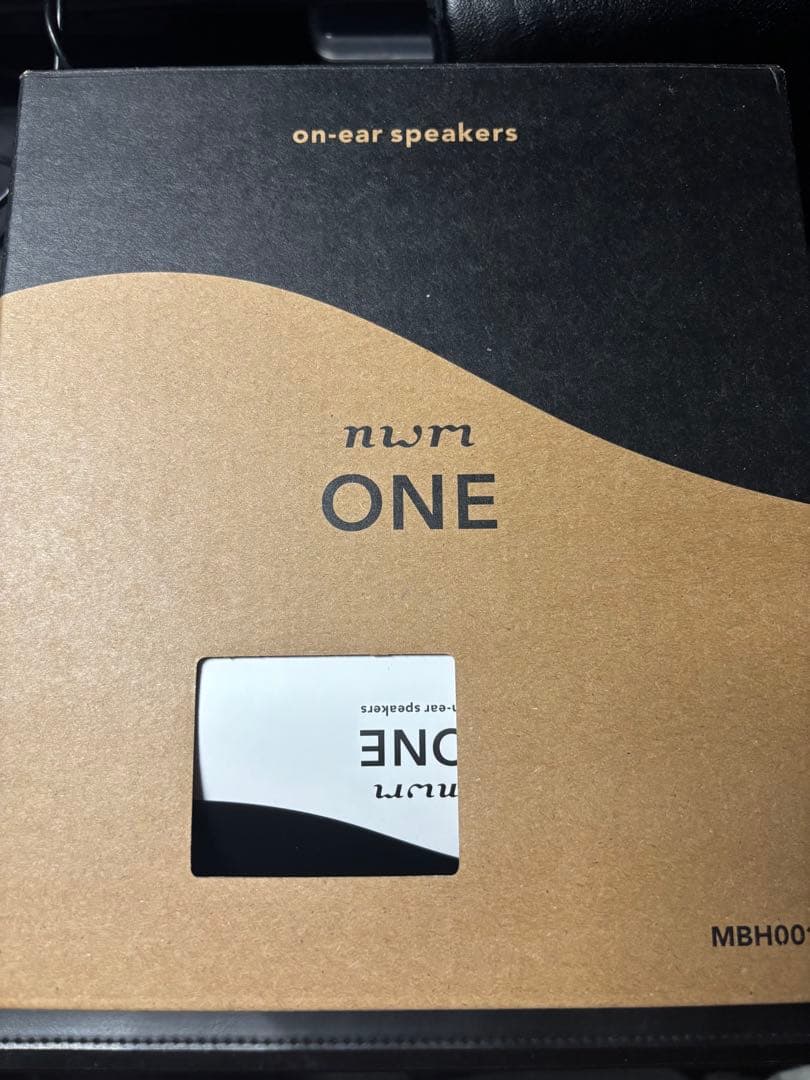 on-ear speakers
nwm
ONE
-ear speakers
ONE
nwm
MBH001